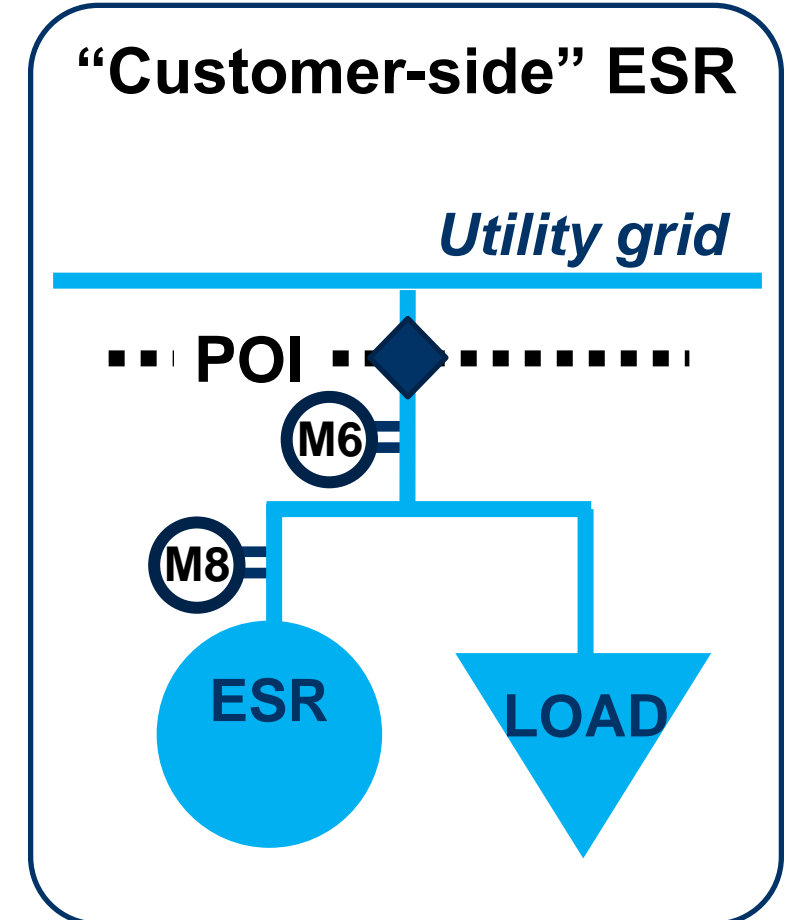 “Customer-side” ESR
Utility grid
POI
M6
M8
ESR
LOAD